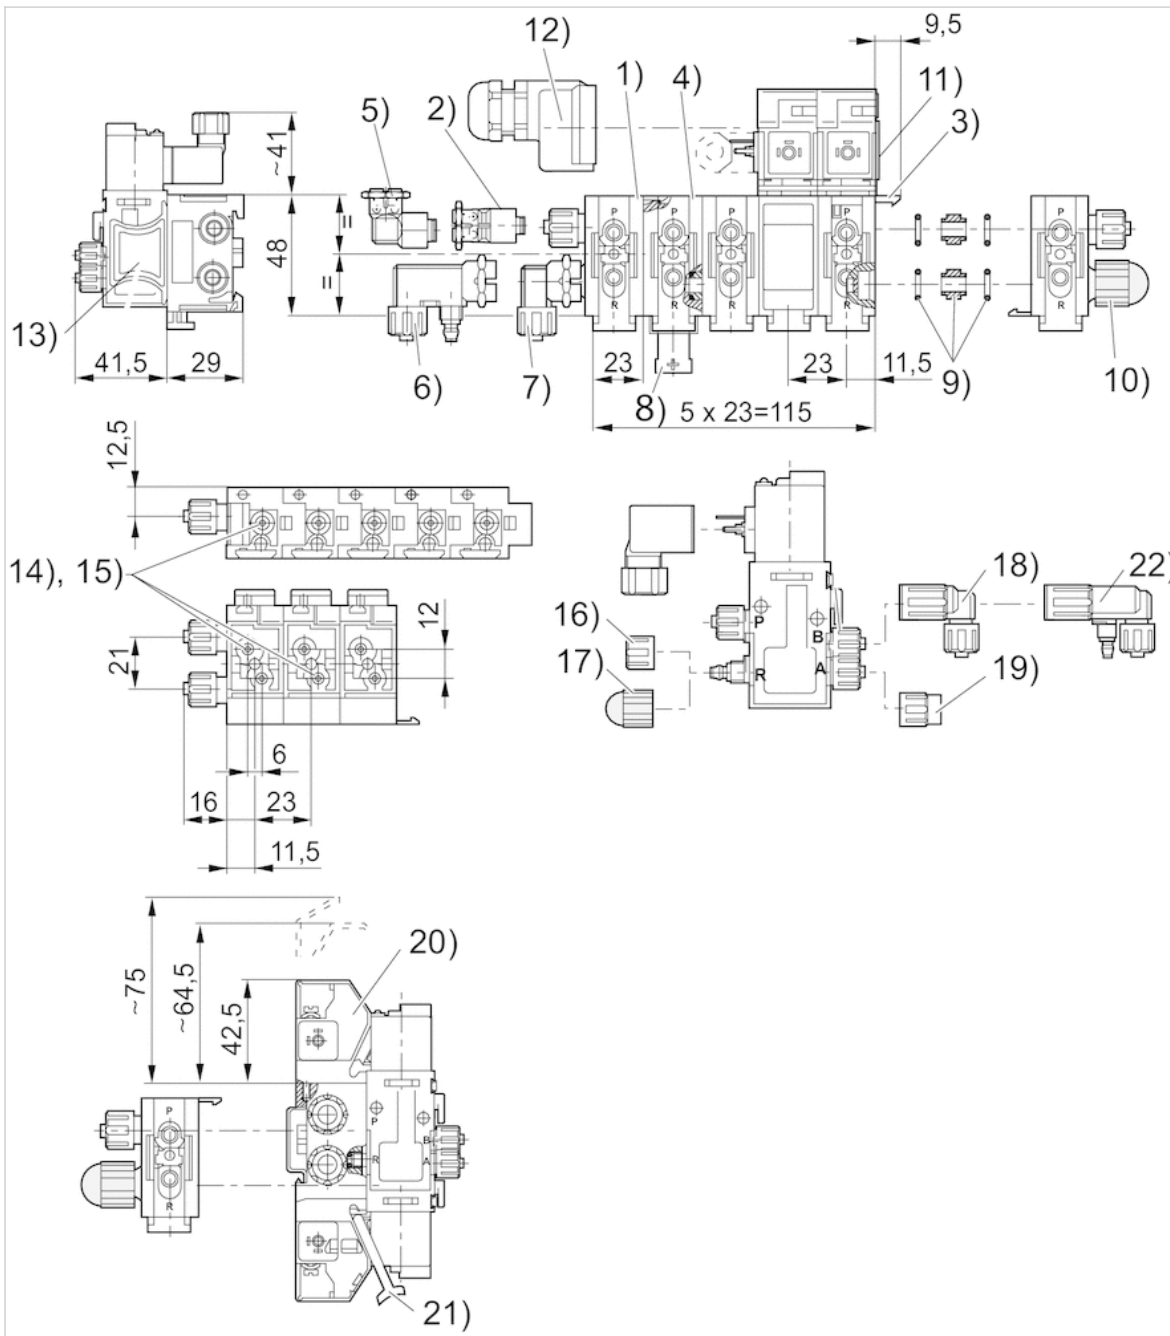 12)
9,5
1)
4)
11)
5)
2)
3)
~41
48
=
=
13)
41,5
29
6)
7)
23
8)
5 x 23=115
23
11,5
9)
10)
P
R
P
R
P
R
P
R
P
R
12,5
14), 15)
21
12
6
16
23
11,5
16)
17)
P
R
B
A
18)
22)
19)
~75
~64,5
42,5
20)
P
R
B
A
P
R
21)